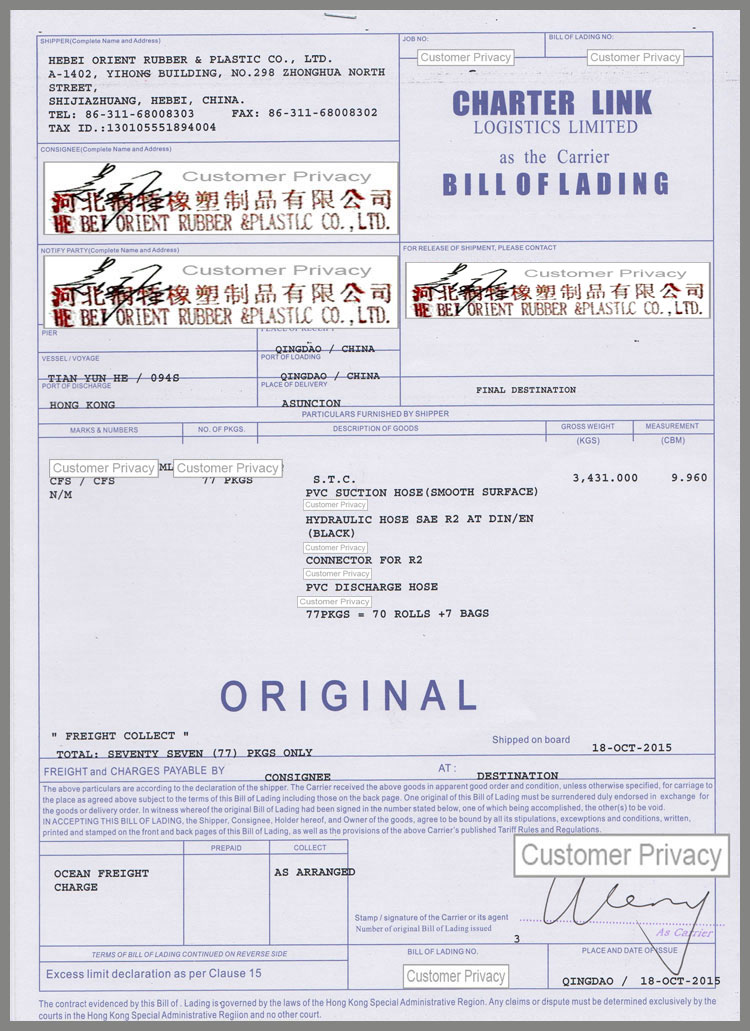 SHIPPER(Complete Name and Address)
HEBEI ORIENT RUBBER & PLASTIC CO., LTD.
A-1402, YIHONG BUILDING, NO.298 ZHONGHUA NORTH
STREET,
SHIJIAZHUANG, HEBEI, CHINA.
TEL: 86-311-68008303 FAX: 86-311-68008302
TAX ID.:130105551894004
JOB NO:
Customer Privacy
BILL OF LADING NO:
Customer Privacy
CHARTER LINK
LOGISTICS LIMITED
as the Carrier
BILL OF LADING
CONSIGNEE(Complete Name and Address)
Customer Privacy
河北 橡塑制品有限公司
HE BEI ORIENT RUBBER &PLASTIC CO.,LTD.
NOTIFY PARTY(Complete Name and Address)
Customer Privacy
河北 橡塑制品有限公司
HE BEI ORIENT RUBBER &PLASTIC CO.,LTD.
FOR RELEASE OF SHIPMENT, PLEASE CONTACT
Customer Privacy
河北 橡塑制品有限公司
HE BEI ORIENT RUBBER &PLASTIC CO.,LTD.
PIER
PLACE OF RECEIPT
QINGDAO / CHINA
VESSEL/VOYAGE
TIAN YUN HE / 094S
PORT OF LOADING
QINGDAO / CHINA
PORT OF DISCHARGE
HONG KONG
PLACE OF DELIVERY
ASUNCION
FINAL DESTINATION
PARTICULARS FURNISHED BY SHIPPER
MARKS & NUMBERS NO. OF PKGS. DESCRIPTION OF GOODS GROSS WEIGHT MEASUREMENT
(KGS) (CBM)
Customer Privacy ML Customer Privacy
CFS / CFS 77 PKGS S.T.C. 3,431.000 9.960
N/M PVC SUCTION HOSE(SMOOTH SURFACE)
Customer Privacy
HYDRAULIC HOSE SAE R2 AT DIN/EN
(BLACK)
Customer Privacy
CONNECTOR FOR R2
Customer Privacy
PVC DISCHARGE HOSE
Customer Privacy
77PKGS = 70 ROLLS +7 BAGS
ORIGINAL
" FREIGHT COLLECT "
Shipped on board 18-OCT-2015
TOTAL: SEVENTY SEVEN (77) PKGS ONLY
FREIGHT and CHARGES PAYABLE BY CONSIGNEE AT : DESTINATION
The above particulars are according to the declaration of the shipper. The Carrier received the above goods in apparent good order and condition, unless otherwise specified, for carriage to
the place as agreed above subject to the terms of this Bill of Lading including those on the back page. One original of this Bill of Lading must be surrendered duly endorsed in exchange for
the goods or delivery order. In witness whereof the original Bill of Lading had been signed in the number stated below, one of which being accomplished, the other(s) to be void.
IN ACCEPTING THIS BILL OF LADING, the Shipper, Consignee, Holder hereof, and Owner of the goods, agree to be bound by all its stipulations, excewptions and conditions, written,
printed and stamped on the front and back pages of this Bill of Lading, as well as the provisions of the above Carrier's published Tariff Rules and Regulations.
PREPAID COLLECT
Customer Privacy
OCEAN FREIGHT
CHARGE
AS ARRANGED
Stamp / signature of the Carrier or its agent
As Carrier
Number of original Bill of Lading issued
3
TERMS OF BILL OF LADING CONTINUED ON REVERSE SIDE
Excess limit declaration as per Clause 15
BILL OF LADING NO.
Customer Privacy
PLACE AND DATE OF ISSUE
QINGDAO / 18-OCT-2015
The contract evidenced by this Bill of . Lading is governed by the laws of the Hong Kong Special Administrative Region. Any claims or dispute must be determined exclusively by the
courts in the Hong Kong Special Administrative Regiion and no other court.